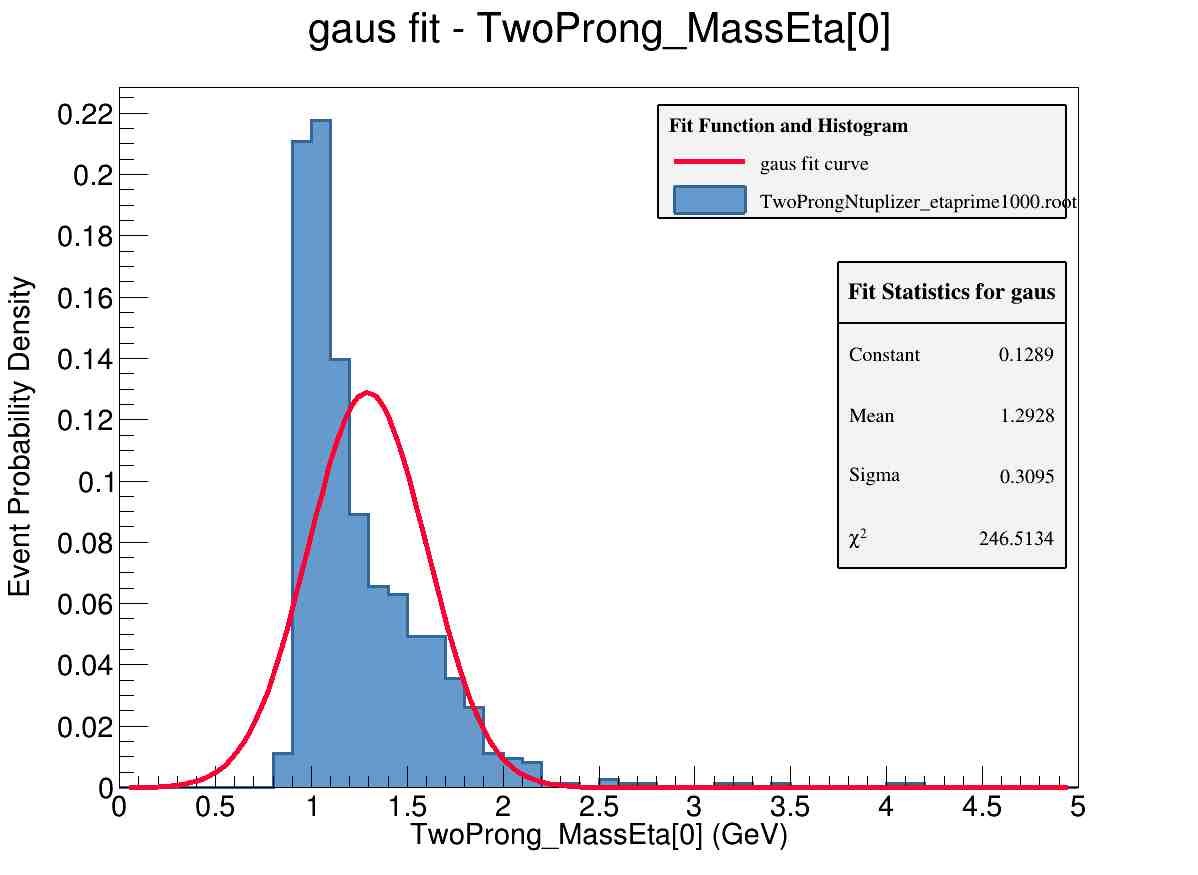 gaus fit - TwoProng_MassEta[0]
Fit Function and Histogram
gaus fit curve
TwoProngNtuplizer_etaprime1000.root
Fit Statistics for gaus
Constant 0.1289
Mean 1.2928
Sigma 0.3095
χ² 246.5134
Event Probability Density
0.22
0.2
0.18
0.16
0.14
0.12
0.1
0.08
0.06
0.04
0.02
0
0 0.5 1 1.5 2 2.5 3 3.5 4 4.5 5
TwoProng_MassEta[0] (GeV)